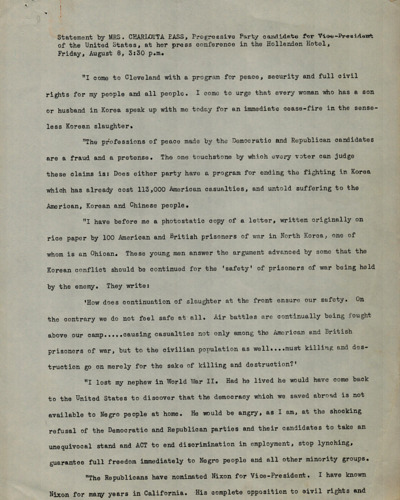 Statement by MRS. CHARLOTTA BASS, Progressive Party candidate for Vice-President
of the United States, at her press conference in the Hollanden Hotel,
Friday, August 8, 3:30 p.m.
"I come to Cleveland with a program for peace, security and full civil
rights for my people and all people. I come to urge that every woman who has a son
or husband in Korea speak up with me today for an immediate cease-fire in the sense-
less Korean slaughter.
"The professions of peace made by the Democratic and Republican candidates
are a fraud and a pretense. The one touchstone by which every voter can judge
these claims is: Does either party have a program for ending the fighting in Korea
which has already cost 113,000 American casualties, and untold suffering to the
American, Korean and Chinese people.
"I have before me a photostatic copy of a letter, written originally on
rice paper by 100 American and British prisoners of war in North Korea, one of
whom is an Ohioan. These young men answer the argument advanced by some that the
Korean conflict should be continued for the 'safety' of prisoners of war being held
by the enemy. They write:
'How does continuation of slaughter at the front ensure our safety. On
the contrary we do not feel safe at all. Air battles are continually being fought
above our camp.....causing casualties not only among the American and British
prisoners of war, but to the civilian population as well....must killing and des-
truction go on merely for the sake of killing and destruction?'
"I lost my nephew in World War II. Had he lived he would have come back
to the United States to discover that the democracy which we saved abroad is not
available to Negro people at home. He would be angry, as I am, at the shocking
refusal of the Democratic and Republican parties and their candidates to take an
unequivocal stand and ACT to end discrimination in employment, stop lynching,
guarantee full freedom immediately to Negro people and all other minority groups.
"The Republicans have nominated Nixon for Vice-President. I have known
Nixon for many years in California. His complete opposition to civil rights and